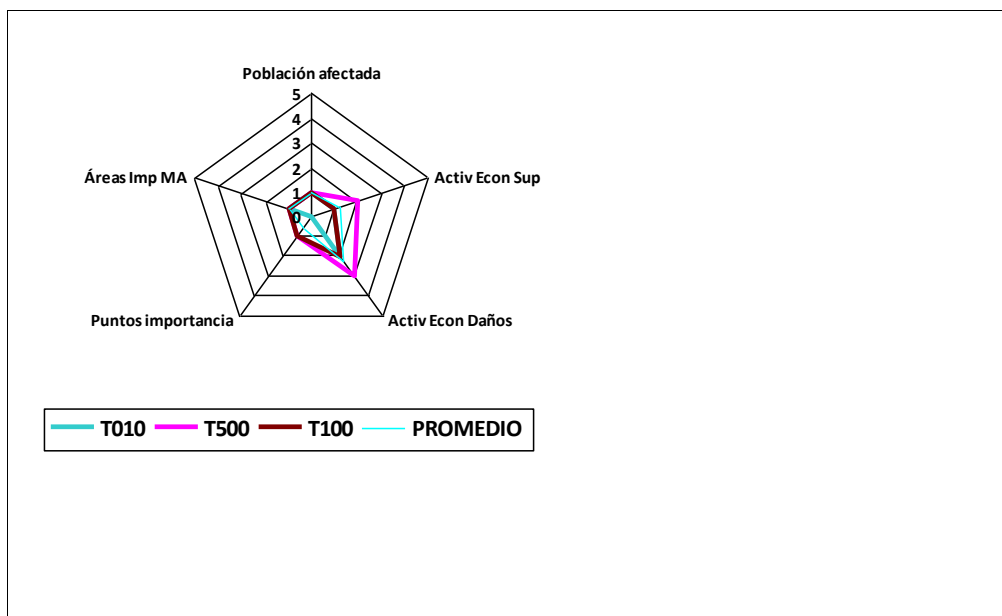 Población afectada
5
4
3
2
1
0
Áreas Imp MA
Activ Econ Sup
Puntos importancia
Activ Econ Daños
T010 T500 T100 PROMEDIO